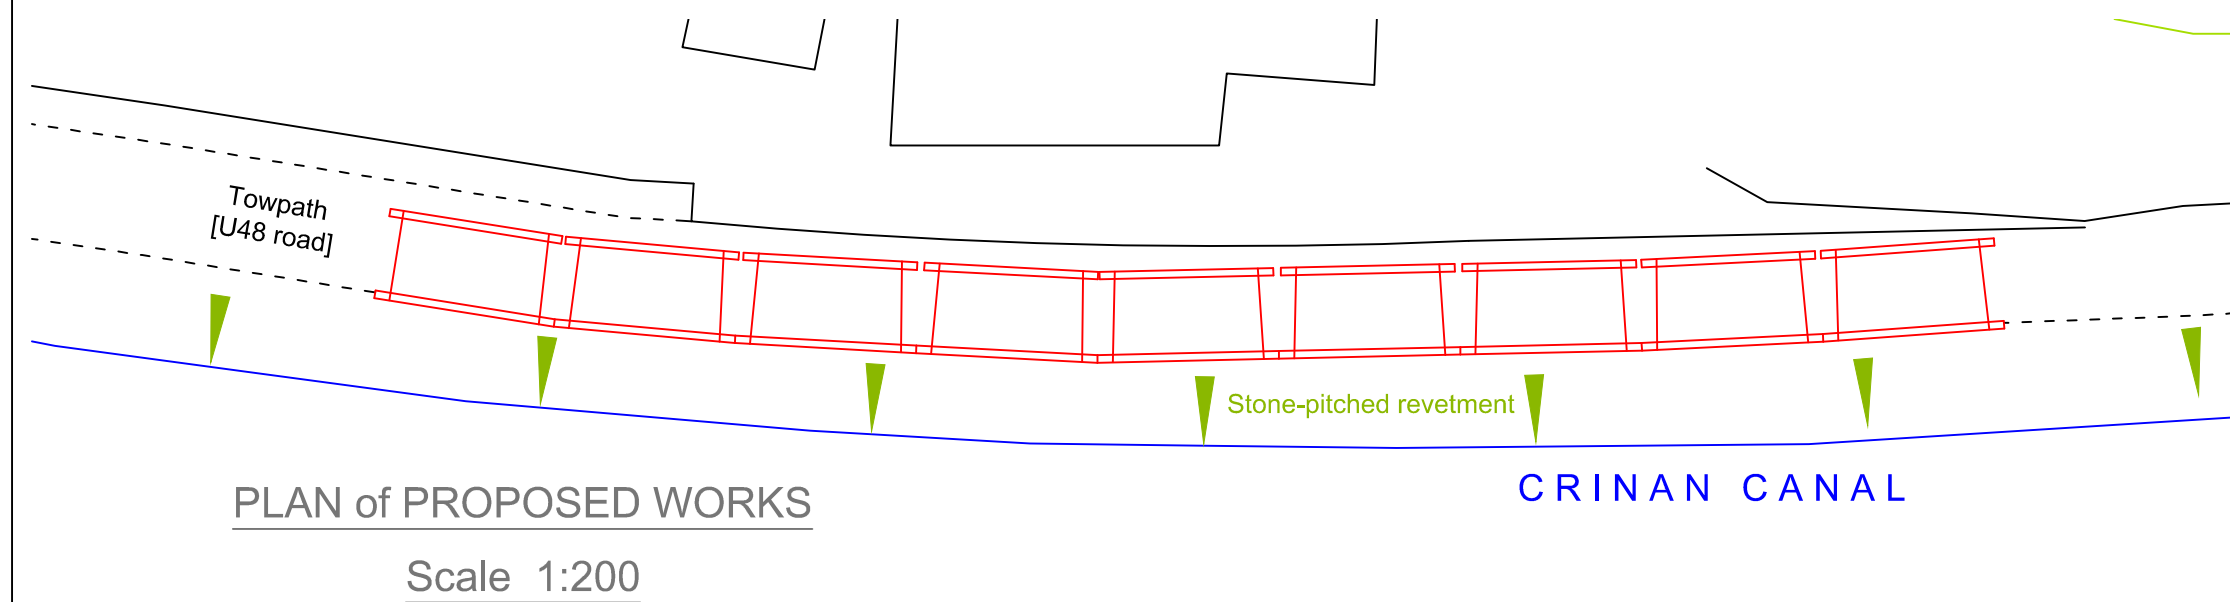 Towpath
[U48 road]
Stone-pitched revetment
CRINAN CANAL
PLAN of PROPOSED WORKS
Scale 1:200